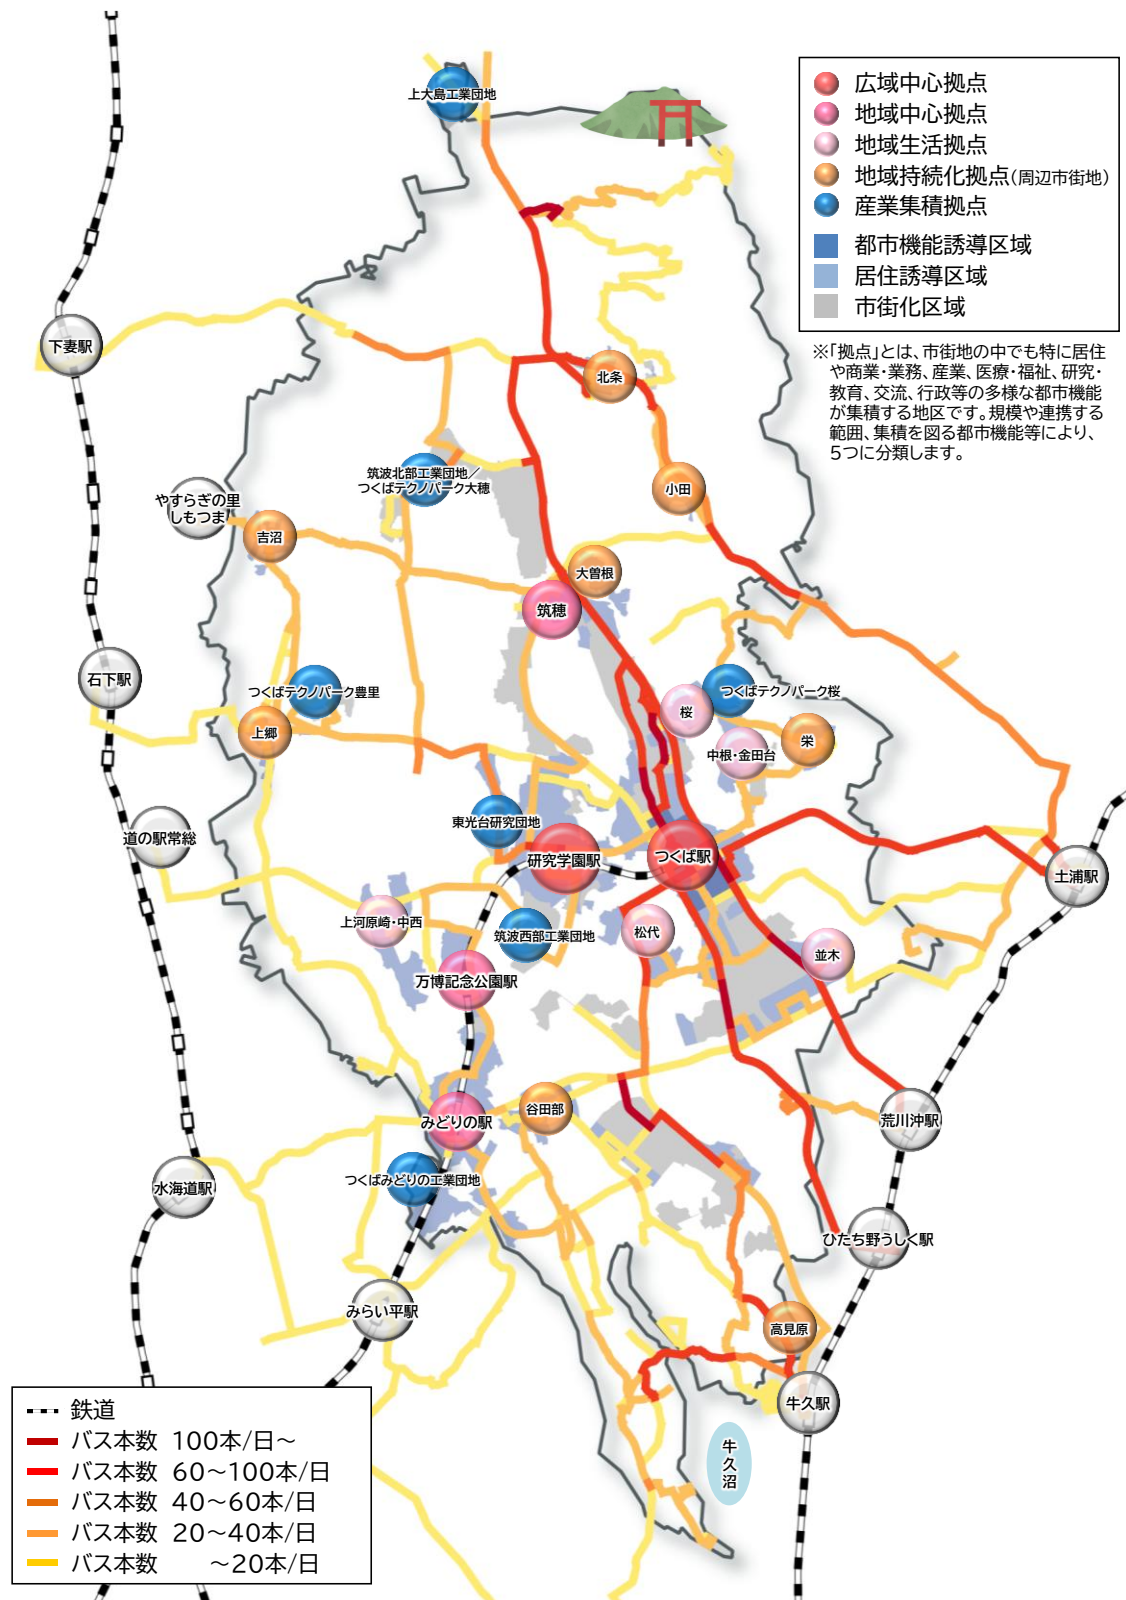 上大島工業団地
広域中心拠点
地域中心拠点
地域生活拠点
地域持続化拠点(周辺市街地)
産業集積拠点
都市機能誘導区域
居住誘導区域
市街化区域
※「拠点」とは、市街地の中でも特に居住
や商業・業務、産業、医療・福祉、研究・
教育、交流、行政等の多様な都市機能
が集積する地区です。規模や連携する
範囲、集積を図る都市機能等により、
5つに分類します。
下妻駅
北条
筑波北部工業団地/
つくばテクノパーク大穂
小田
やすらぎの里
しもつま
吉沼
大曽根
筑穂
石下駅
つくばテクノパーク豊里
つくばテクノパーク桜
桜
上郷
中根・金田台
栄
東光台研究団地
道の駅常総
研究学園駅
つくば駅
土浦駅
上河原崎・中西
筑波西部工業団地
松代
並木
万博記念公園駅
谷田部
みどりの駅
荒川沖駅
つくばみどりの工業団地
水海道駅
ひたち野うしく駅
みらい平駅
高見原
牛久駅
牛久沼
鉄道
バス本数 100本/日~
バス本数 60~100本/日
バス本数 40~60本/日
バス本数 20~40本/日
バス本数 ~20本/日